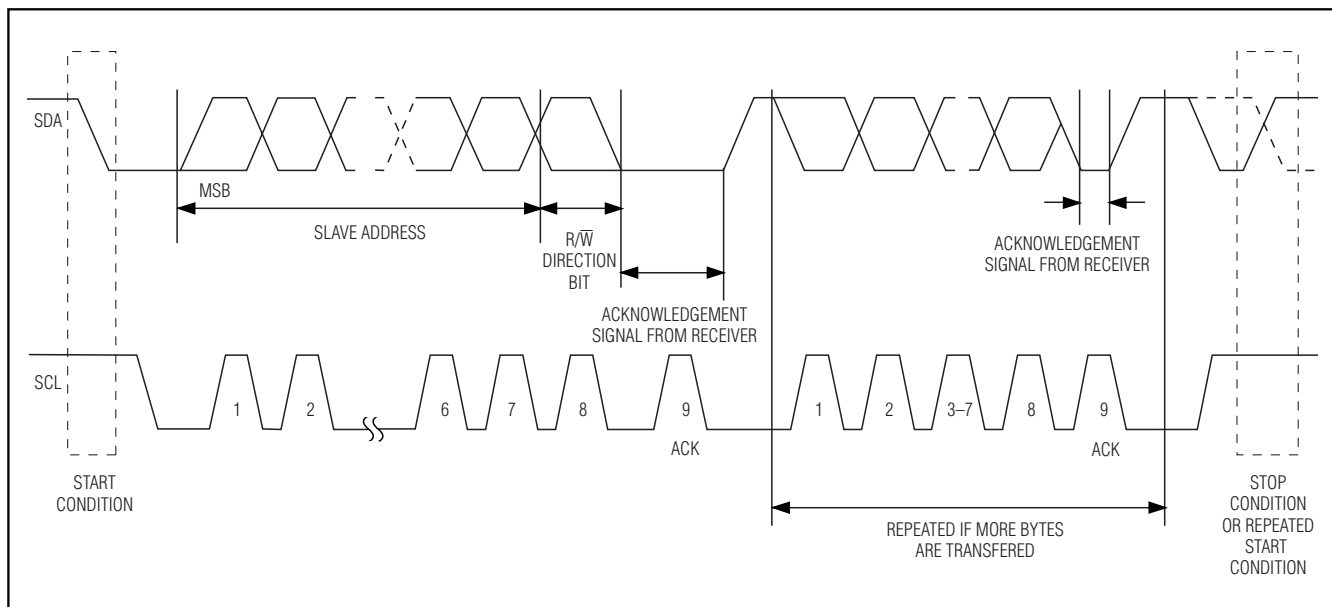 SDA
MSB
SLAVE ADDRESS
R/W̅
DIRECTION
BIT
ACKNOWLEDGEMENT
SIGNAL FROM RECEIVER
ACKNOWLEDGEMENT
SIGNAL FROM RECEIVER
SCL
1
2
6
7
8
9
1
2
3–7
8
9
ACK
ACK
START
CONDITION
REPEATED IF MORE BYTES
ARE TRANSFERED
STOP
CONDITION
OR REPEATED
START
CONDITION